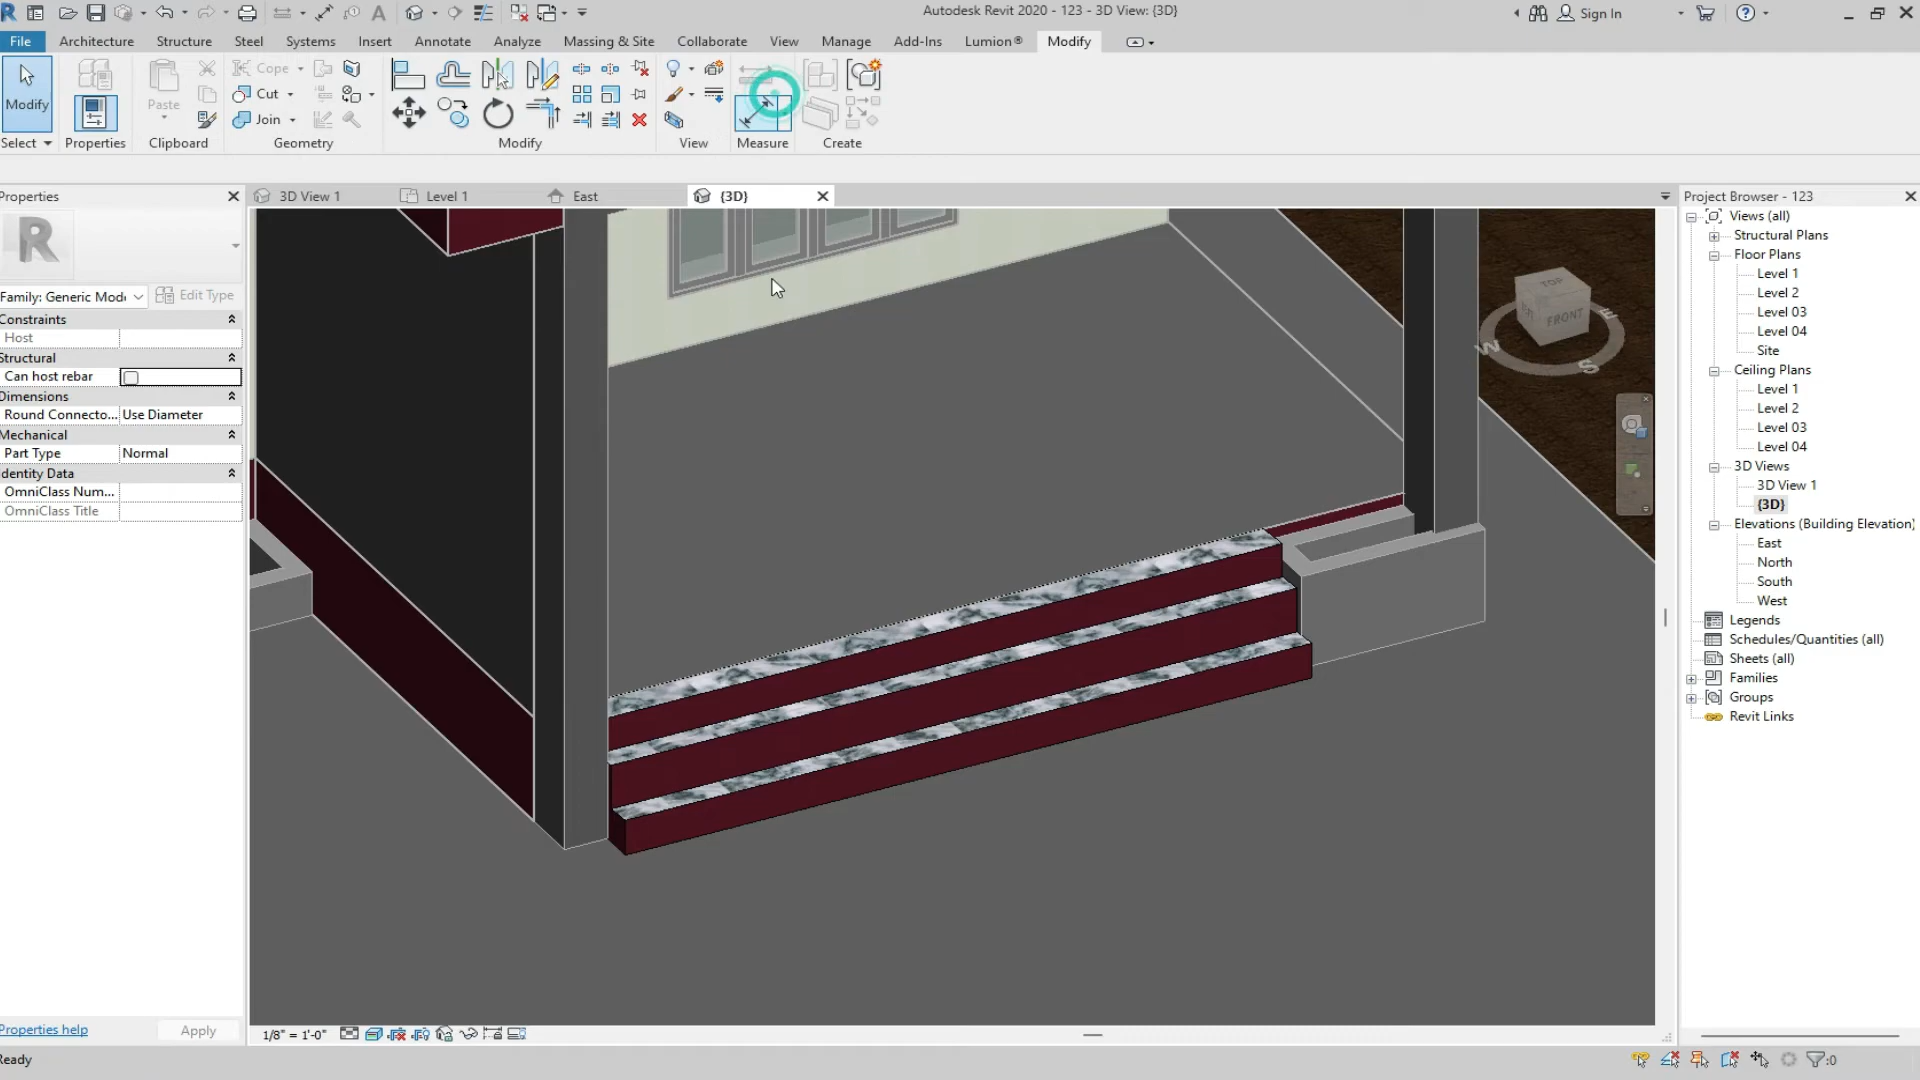 Autodesk Revit 2020 - 123 - 3D View: {3D}
Sign In
File Architecture Structure Steel Systems Insert Annotate Analyze Massing & Site Collaborate View Manage Add-Ins Lumion® Modify
Modify
Paste
Cope
Cut
Join
Select Properties Clipboard Geometry Modify View Measure Create
Properties
3D View 1 Level 1 East {3D}
Project Browser - 123
Family: Generic Mode
Edit Type
Constraints
Host
Structural
Can host rebar
Dimensions
Round Connecto... Use Diameter
Mechanical
Part Type Normal
Identity Data
OmniClass Num...
OmniClass Title
Views (all)
Structural Plans
Floor Plans
Level 1
Level 2
Level 03
Level 04
Site
Ceiling Plans
Level 1
Level 2
Level 03
Level 04
3D Views
3D View 1
{3D}
Elevations (Building Elevation)
East
North
South
West
Legends
Schedules/Quantities (all)
Sheets (all)
Families
Groups
Revit Links
TOP
FRONT
W
S
E
Properties help
Apply
1/8" = 1'-0"
Ready
:0